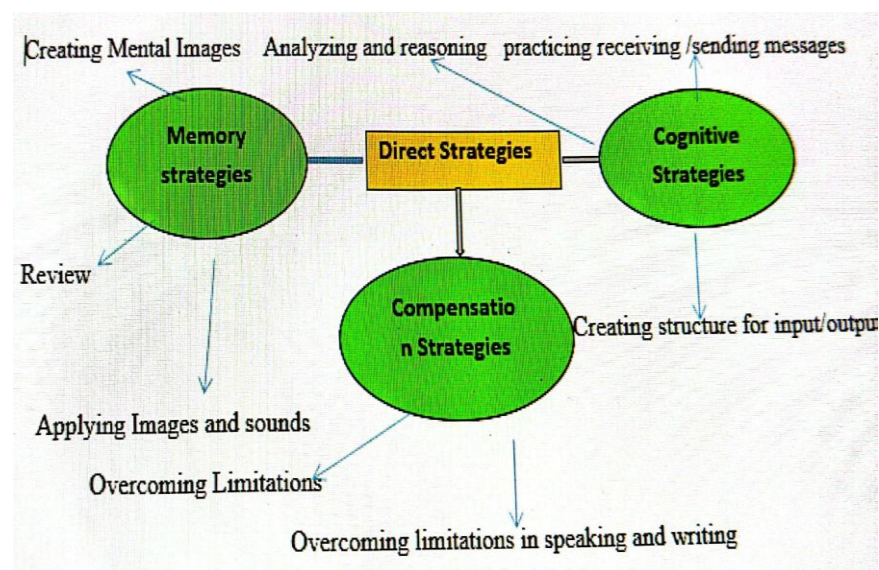 Creating Mental Images Analyzing and reasoning practicing receiving /sending messages
Memory
strategies
Direct Strategies
Cognitive
Strategies
Review
Compensatio
n Strategies
Creating structure for input/outpu
Applying Images and sounds
Overcoming Limitations
Overcoming limitations in speaking and writing